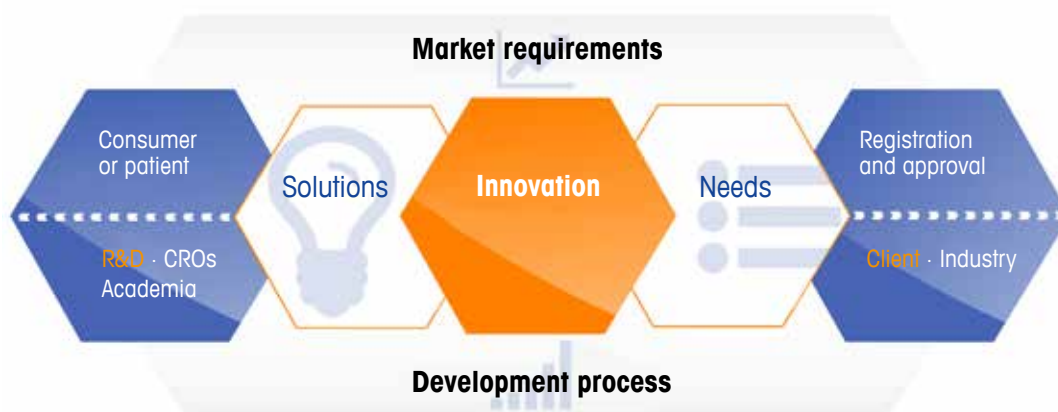 Market requirements
Consumer
or patient
R&D · CROs
Academia
Solutions
Innovation
Needs
Registration
and approval
Client · Industry
Development process